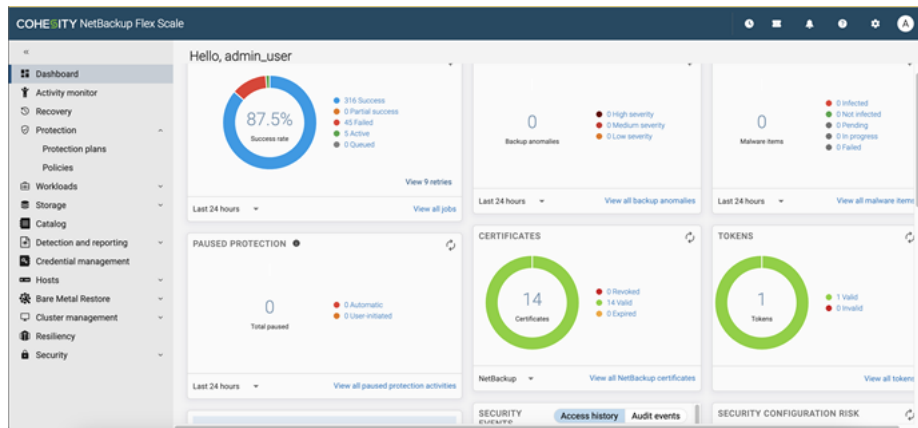 COHESITY NetBackup Flex Scale
A
«
Hello, admin_user
Dashboard
Activity monitor
Recovery
Protection
Protection plans
Policies
Workloads
Storage
Catalog
Detection and reporting
Credential management
Hosts
Bare Metal Restore
Cluster management
Resiliency
Security
87.5%
Success rate
316 Success
0 Partial success
45 Failed
5 Active
0 Queued
View 9 retries
Last 24 hours
View all jobs
0
Backup anomalies
0 High severity
0 Medium severity
0 Low severity
Last 24 hours
View all backup anomalies
0
Malware items
0 Infected
0 Not infected
0 Pending
0 In progress
0 Failed
Last 24 hours
View all malware items
PAUSED PROTECTION
0
Total paused
0 Automatic
0 User-initiated
Last 24 hours
View all paused protection activities
CERTIFICATES
14
Certificates
0 Revoked
14 Valid
0 Expired
NetBackup
View all NetBackup certificates
TOKENS
1
Tokens
1 Valid
0 Invalid
View all tokens
SECURITY
EVENTS
Access history
Audit events
SECURITY CONFIGURATION RISK